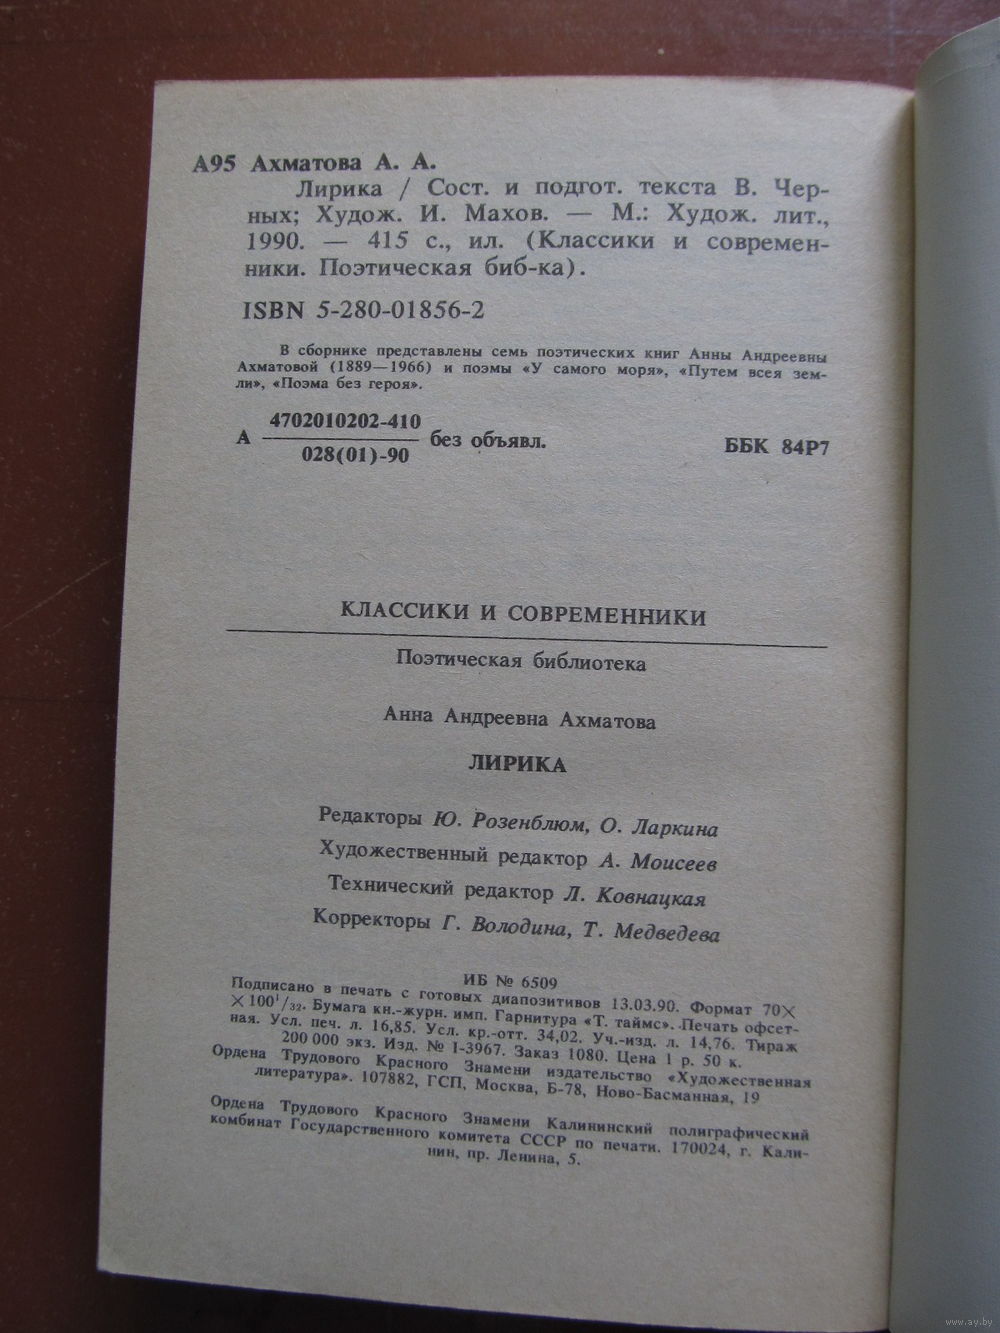 А95 Ахматова А. А.
Лирика / Сост. и подгот. текста В. Чер-
ных; Худож. И. Махов. — М.: Худож. лит.,
1990. — 415 с., ил. (Классики и современ-
ники. Поэтическая биб-ка).
ISBN 5-280-01856-2
В сборнике представлены семь поэтических книг Анны Андреевны
Ахматовой (1889—1966) и поэмы «У самого моря», «Путем всея зем-
ли», «Поэма без героя».
4702010202-410
А без объявл.
028(01)-90
ББК 84Р7
КЛАССИКИ И СОВРЕМЕННИКИ
Поэтическая библиотека
Анна Андреевна Ахматова
ЛИРИКА
Редакторы Ю. Розенблюм, О. Ларкина
Художественный редактор А. Моисеев
Технический редактор Л. Ковнацкая
Корректоры Г. Володина, Т. Медведева
ИБ № 6509
Подписано в печать с готовых диапозитивов 13.03.90. Формат 70×
×100¹/₃₂. Бумага кн.-журн. имп. Гарнитура «Т. таймс». Печать офсет-
ная. Усл. печ. л. 16,85. Усл. кр.-отт. 34,02. Уч.-изд. л. 14,76. Тираж
200 000 экз. Изд. № I-3967. Заказ 1080. Цена 1 р. 50 к.
Ордена Трудового Красного Знамени издательство «Художественная
литература». 107882, ГСП, Москва, Б-78, Ново-Басманная, 19
Ордена Трудового Красного Знамени Калининский полиграфический
комбинат Государственного комитета СССР по печати. 170024, г. Кали-
нин, пр. Ленина, 5.
www.ay.by